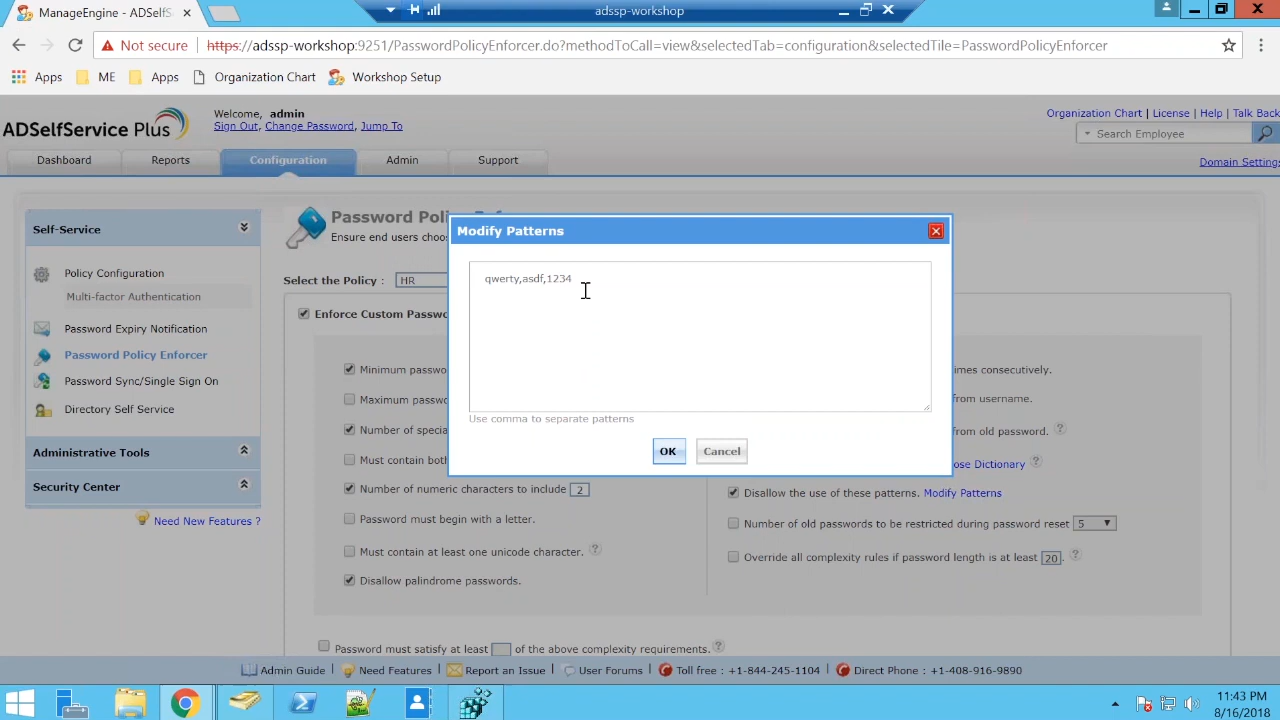 ManageEngine - ADSelfS
adssp-workshop
Not secure
https://adssp-workshop:9251/PasswordPolicyEnforcer.do?methodToCall=view&selectedTab=configuration&selectedTile=PasswordPolicyEnforcer
Apps
ME
Apps
Organization Chart
Workshop Setup
ADSelfService Plus
Welcome, admin
Sign Out, Change Password, Jump To
Organization Chart | License | Help | Talk Back
Search Employee
Dashboard
Reports
Configuration
Admin
Support
Domain Setting
Self-Service
Policy Configuration
Multi-factor Authentication
Password Expiry Notification
Password Policy Enforcer
Password Sync/Single Sign On
Directory Self Service
Administrative Tools
Security Center
Need New Features ?
Password Poli
Ensure end users choo
Select the Policy : HR
Enforce Custom Passw
Modify Patterns
qwerty,asdf,1234
Use comma to separate patterns
OK
Cancel
Minimum passwo
Maximum passwo
Number of specia
Must contain both
Number of numeric characters to include 2
Password must begin with a letter.
Must contain at least one unicode character. ?
Disallow palindrome passwords.
imes consecutively.
from username.
from old password. ?
ose Dictionary ?
Disallow the use of these patterns. Modify Patterns
Number of old passwords to be restricted during password reset 5
Override all complexity rules if password length is at least 20 . ?
Password must satisfy at least of the above complexity requirements. ?
Admin Guide | Need Features | Report an Issue | User Forums | Toll free : +1-844-245-1104 | Direct Phone : +1-408-916-9890
11:43 PM
8/16/2018